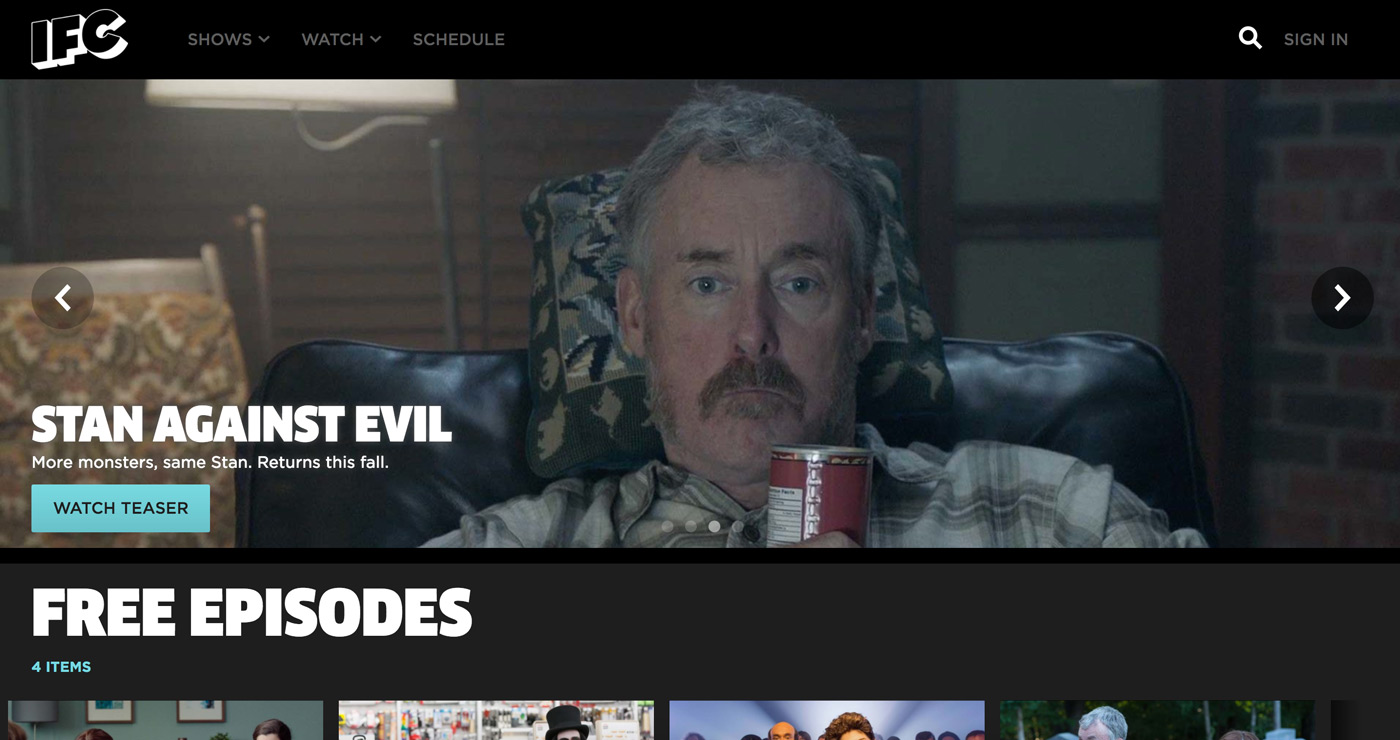 IFC
SHOWS
WATCH
SCHEDULE
SIGN IN
STAN AGAINST EVIL
More monsters, same Stan. Returns this fall.
WATCH TEASER
FREE EPISODES
4 ITEMS